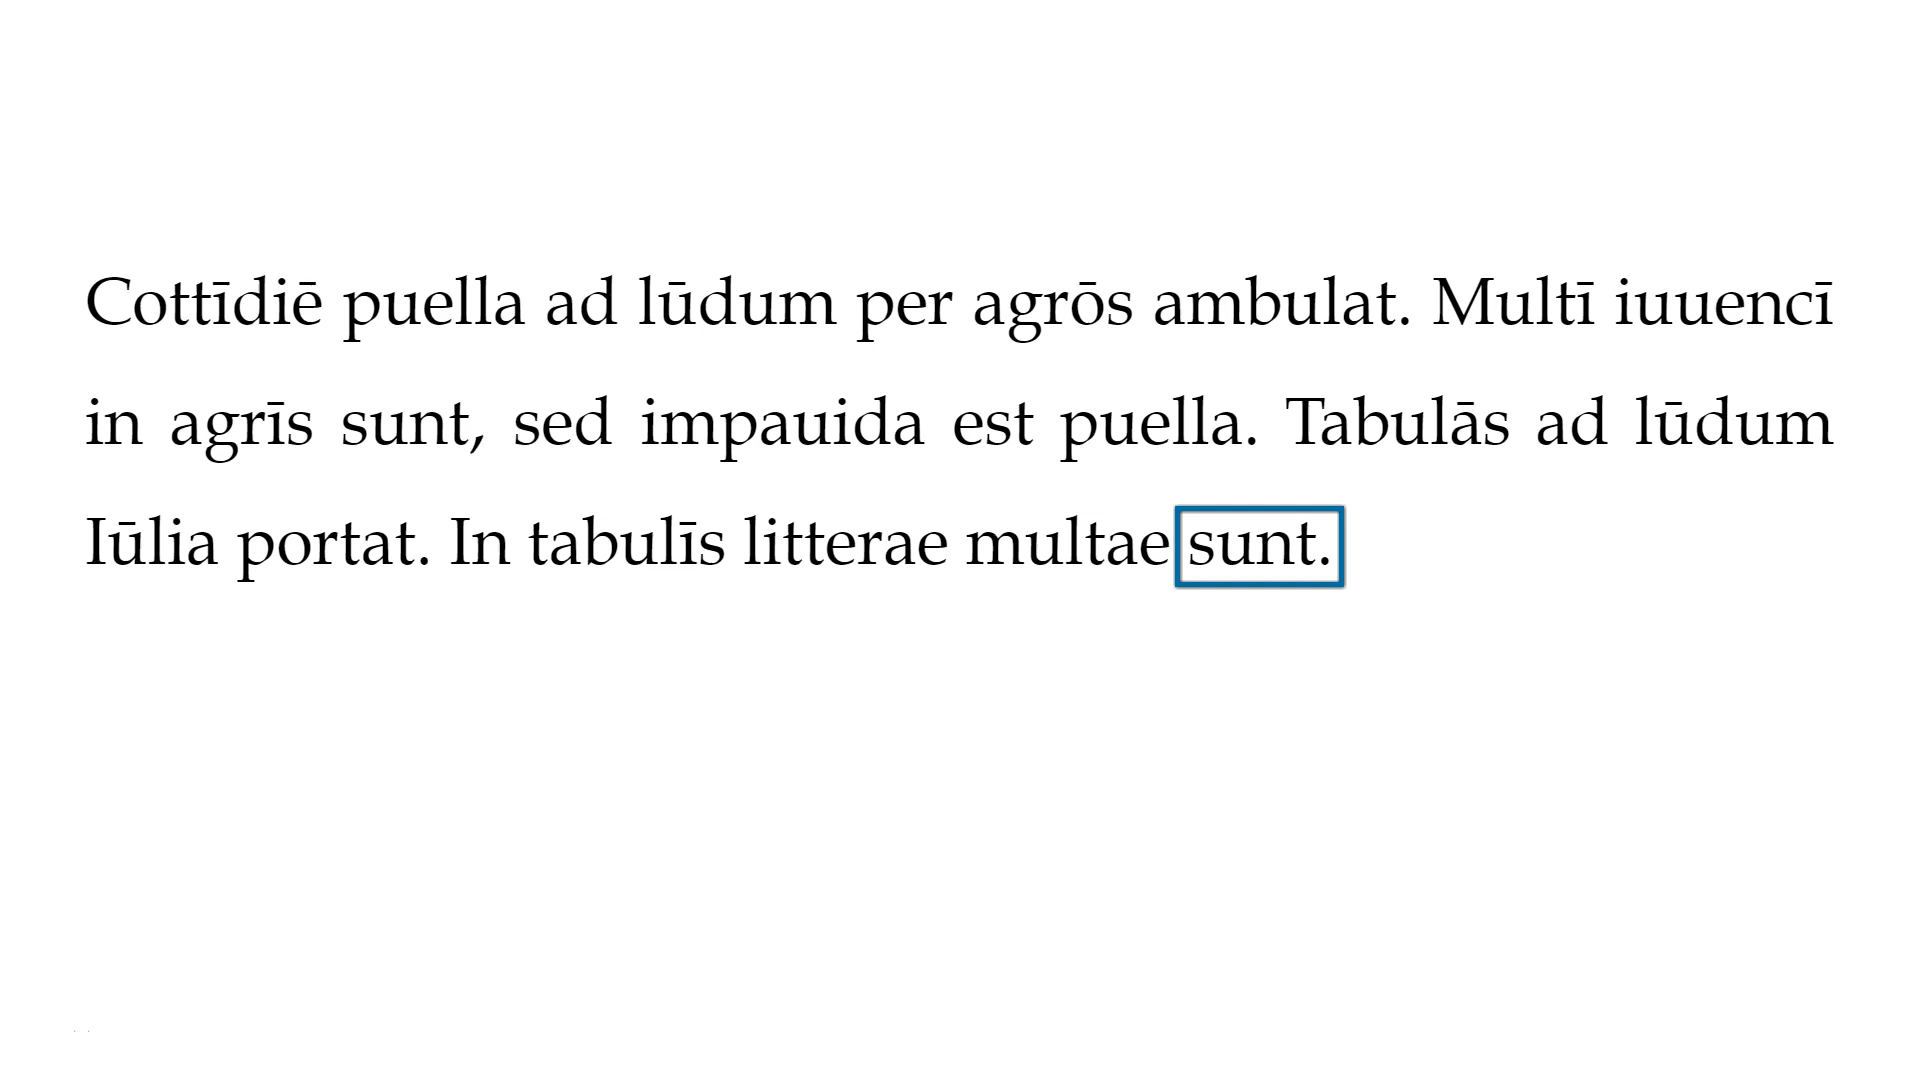 Cottīdiē puella ad lūdum per agrōs ambulat. Multī iuuencī
in agrīs sunt, sed impauida est puella. Tabulās ad lūdum
Iūlia portat. In tabulīs litterae multae sunt.